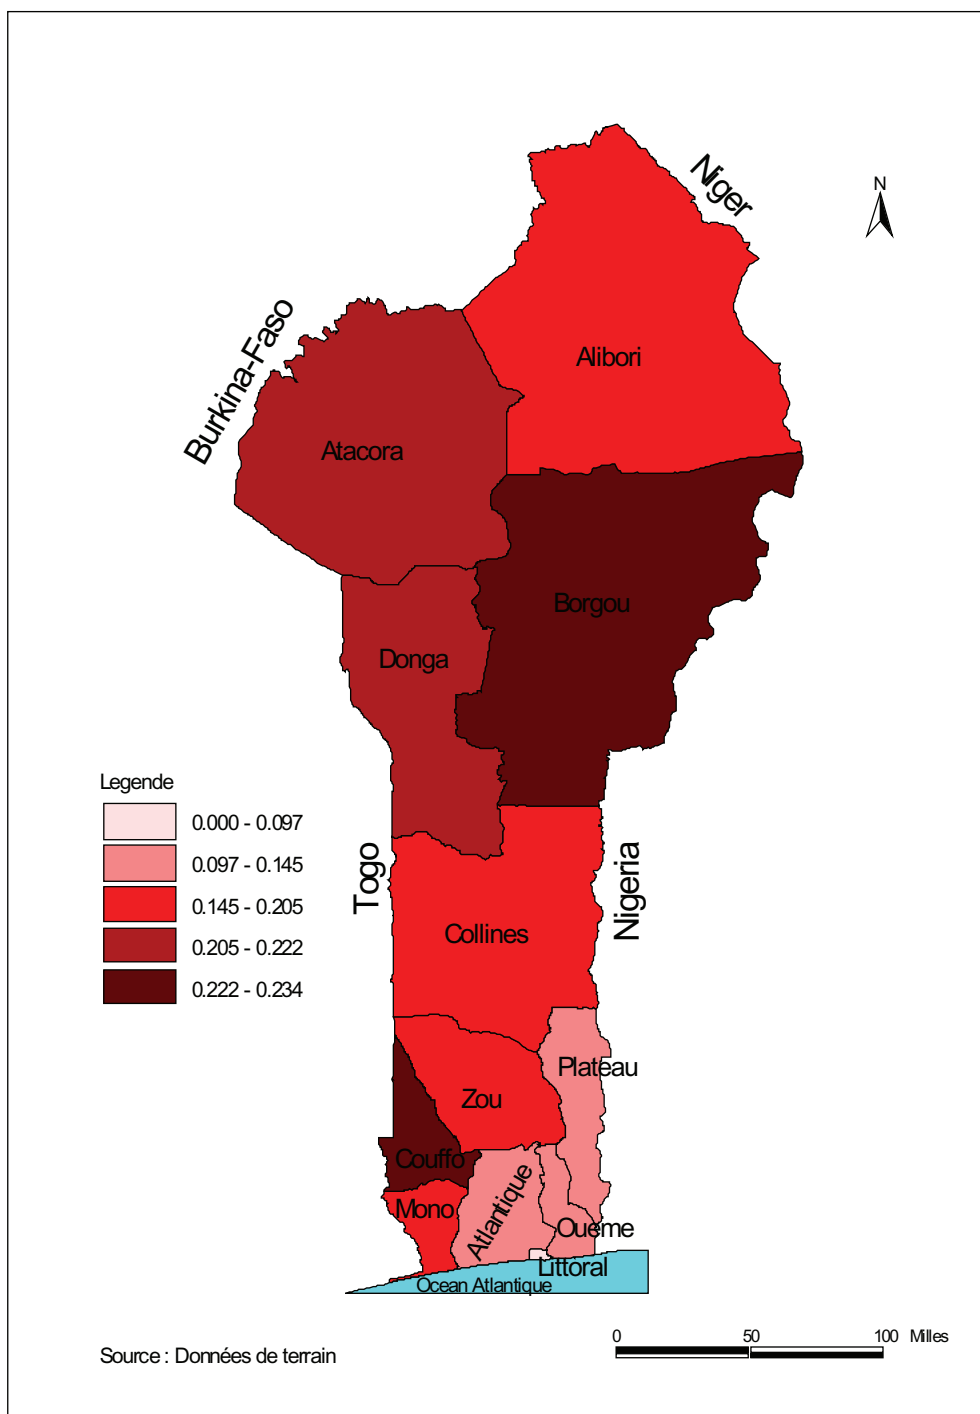 Niger
N
Burkina-Faso
Alibori
Atacora
Borgou
Donga
Legende
0.000 - 0.097
0.097 - 0.145
0.145 - 0.205
0.205 - 0.222
0.222 - 0.234
Togo
Nigeria
Collines
Plateau
Zou
Couffo
Mono
Atlantique
Oueme
Littoral
Ocean Atlantique
0 50 100 Milles
Source : Données de terrain